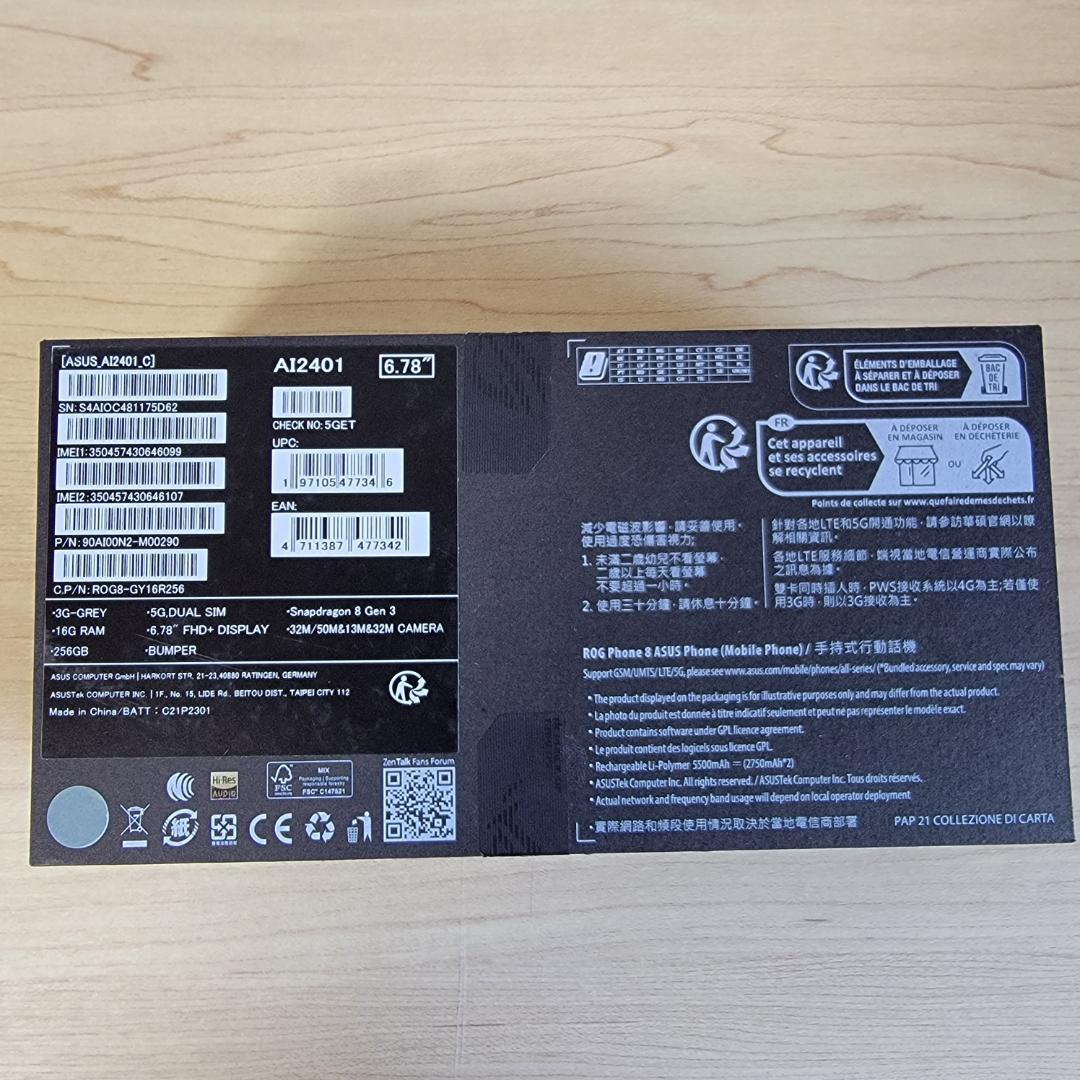 [ASUS_AI2401_C]
SN:S4AIOC481175D62
IMEI1:350457430646099
IMEI2:350457430646107
P/N:90AI00N2-M00290
C.P/N:ROG8-GY16R256
AI2401
6.78"
CHECK NO:5GET
UPC:
1 97105 47734 6
EAN:
4 711387 477342
·3G-GREY ·5G,DUAL SIM ·Snapdragon 8 Gen 3
·16G RAM ·6.78" FHD+ DISPLAY ·32M/50M&13M&32M CAMERA
·256GB ·BUMPER
ASUS COMPUTER GmbH | HARKORT STR. 21-23,40880 RATINGEN, GERMANY
ASUSTek COMPUTER INC. | 1F., No. 15, LIDE Rd., BEITOU DIST., TAIPEI CITY 112
Made in China/BATT : C21P2301
Hi-Res
AUDIO
FSC
MIX
Packaging | Supporting
responsible forestry
FSC® C147521
ZenTalk Fans Forum
紙
CE
ÉLÉMENTS D'EMBALLAGE
À SÉPARER ET À DÉPOSER
DANS LE BAC DE TRI
BAC
DE
TRI
FR
Cet appareil
et ses accessoires
se recyclent
À DÉPOSER
EN MAGASIN
OU
À DÉPOSER
EN DÉCHÈTERIE
Points de collecte sur www.quefairedemesdechets.fr
減少電磁波影響，請妥善使用。
使用過度恐傷害視力;
1. 未滿二歲幼兒不看螢幕，
二歲以上每天看螢幕
不要超過一小時。
2. 使用三十分鐘，請休息十分鐘。
針對各地LTE和5G開通功能，請參訪華碩官網以瞭
解相關資訊。
各地LTE服務細節，端視當地電信營運商實際公布
之訊息為據。
雙卡同時插入時，PWS接收系統以4G為主;若僅使
用3G時，則以3G接收為主。
ROG Phone 8 ASUS Phone (Mobile Phone) / 手持式行動話機
Support GSM/UMTS/LTE/5G, please see www.asus.com/mobile/phones/all-series/ (*Bundled accessory, service and spec may vary)
• The product displayed on the packaging is for illustrative purposes only and may differ from the actual product.
• La photo du produit est donnée à titre indicatif seulement et peut ne pas représenter le modèle exact.
• Product contains software under GPL licence agreement.
• Le produit contient des logiciels sous licence GPL.
• Rechargeable Li-Polymer 5500mAh = (2750mAh*2)
• ASUSTek Computer Inc. All rights reserved. / ASUSTek Computer Inc. Tous droits réservés.
• Actual network and frequency band usage will depend on local operator deployment
• 實際網路和頻段使用情況取決於當地電信商部署
PAP 21 COLLEZIONE DI CARTA